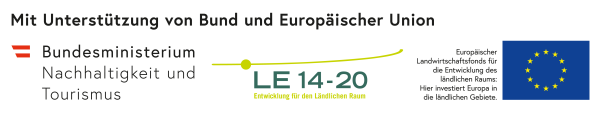 Mit Unterstützung von Bund und Europäischer Union
Bundesministerium
Nachhaltigkeit und
Tourismus
LE 14-20
Entwicklung für den Ländlichen Raum
Europäischer
Landwirtschaftsfonds für
die Entwicklung des
ländlichen Raums:
Hier investiert Europa in
die ländlichen Gebiete.